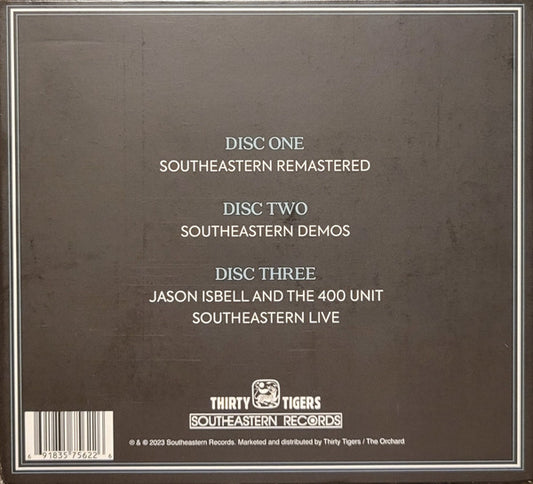 DISC ONE
SOUTHEASTERN REMASTERED
DISC TWO
SOUTHEASTERN DEMOS
DISC THREE
JASON ISBELL AND THE 400 UNIT
SOUTHEASTERN LIVE
THIRTY TIGERS
SOUTHEASTERN RECORDS
℗ & © 2023 Southeastern Records. Marketed and distributed by Thirty Tigers / The Orchard
6 91835 75622 6